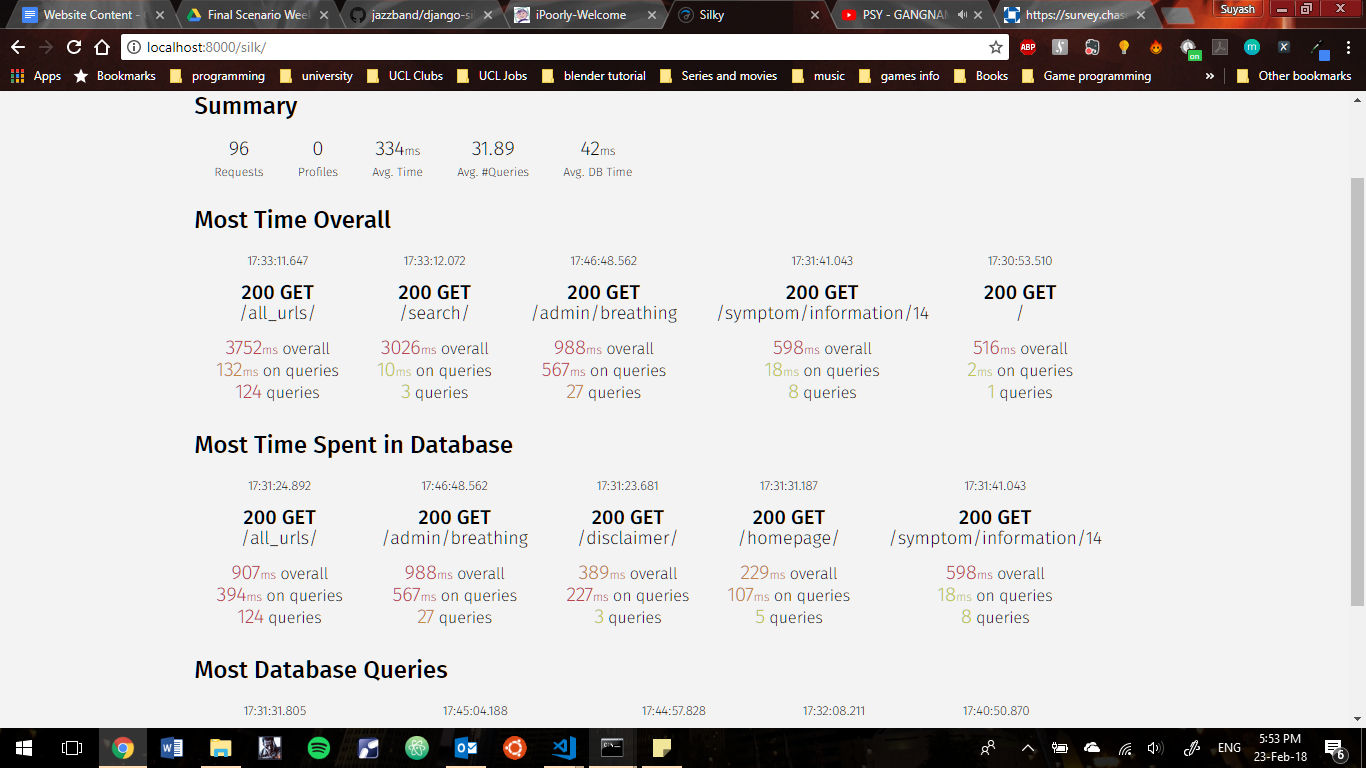 Website Content - G
Final Scenario Week
jazzband/django-si
iPoorly-Welcome
Silky
PSY - GANGNAM
https://survey.chase
Suyash
localhost:8000/silk/
ABP
on
Apps
Bookmarks
programming
university
UCL Clubs
UCL Jobs
blender tutorial
Series and movies
music
games info
Books
Game programming
»
Other bookmarks
Summary
96 0 334ms 31.89 42ms
Requests Profiles Avg. Time Avg. #Queries Avg. DB Time
Most Time Overall
17:33:11.647 17:33:12.072 17:46:48.562 17:31:41.043 17:30:53.510
200 GET 200 GET 200 GET 200 GET 200 GET
/all_urls/ /search/ /admin/breathing /symptom/information/14 /
3752ms overall 3026ms overall 988ms overall 598ms overall 516ms overall
132ms on queries 10ms on queries 567ms on queries 18ms on queries 2ms on queries
124 queries 3 queries 27 queries 8 queries 1 queries
Most Time Spent in Database
17:31:24.892 17:46:48.562 17:31:23.681 17:31:31.187 17:31:41.043
200 GET 200 GET 200 GET 200 GET 200 GET
/all_urls/ /admin/breathing /disclaimer/ /homepage/ /symptom/information/14
907ms overall 988ms overall 389ms overall 229ms overall 598ms overall
394ms on queries 567ms on queries 227ms on queries 107ms on queries 18ms on queries
124 queries 27 queries 3 queries 5 queries 8 queries
Most Database Queries
17:31:31.805 17:45:04.188 17:44:57.828 17:32:08.211 17:40:50.870
ENG
5:53 PM
23-Feb-18
6